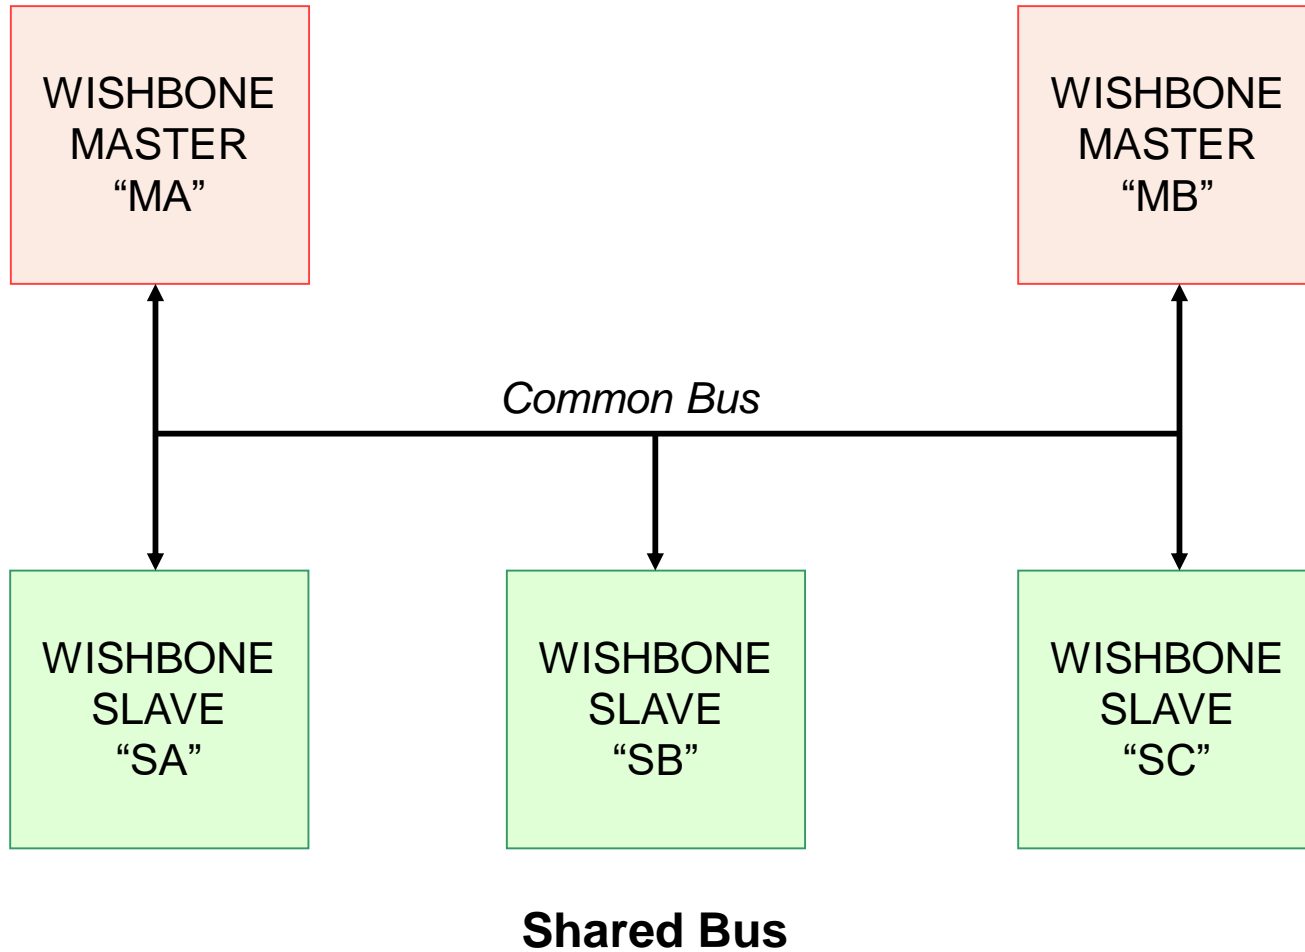 WISHBONE
MASTER
“MA”
WISHBONE
MASTER
“MB”
Common Bus
WISHBONE
SLAVE
“SA”
WISHBONE
SLAVE
“SB”
WISHBONE
SLAVE
“SC”
Shared Bus